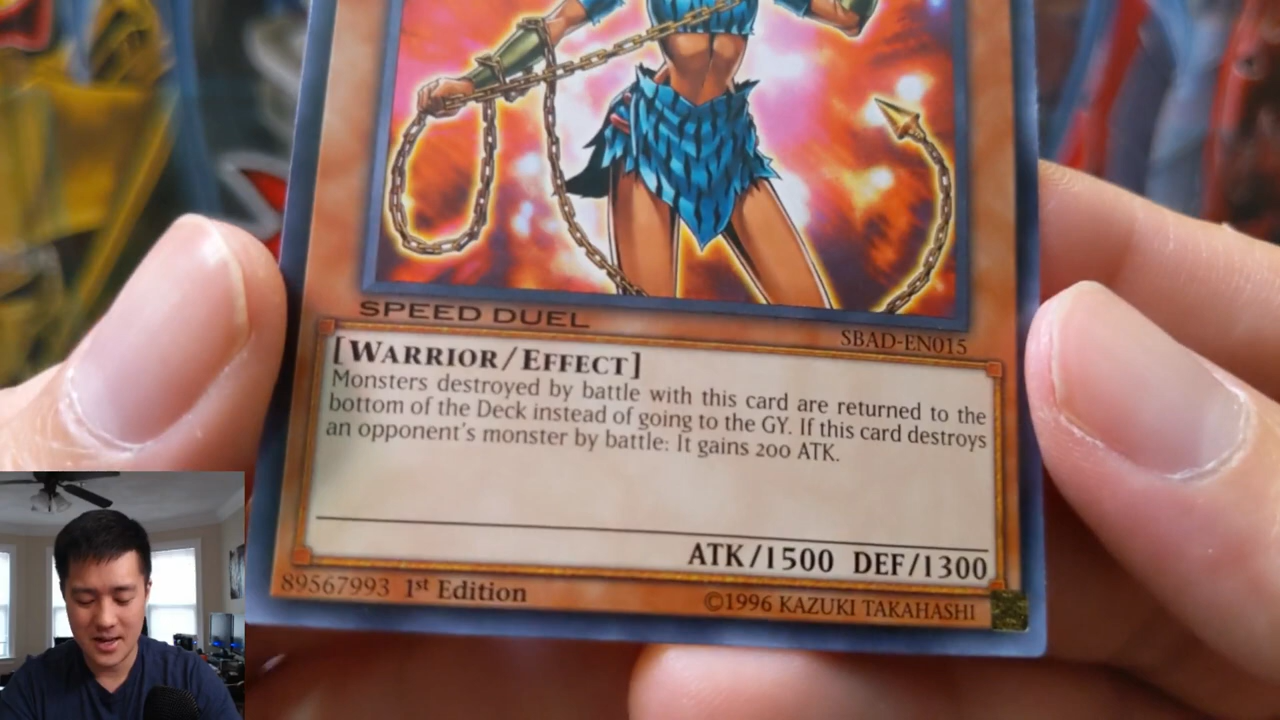 SPEED DUEL
SBAD-EN015
[WARRIOR/EFFECT]
Monsters destroyed by battle with this card are returned to the
bottom of the Deck instead of going to the GY. If this card destroys
an opponent's monster by battle: It gains 200 ATK.
ATK/1500 DEF/1300
89567993 1st Edition
©1996 KAZUKI TAKAHASHI